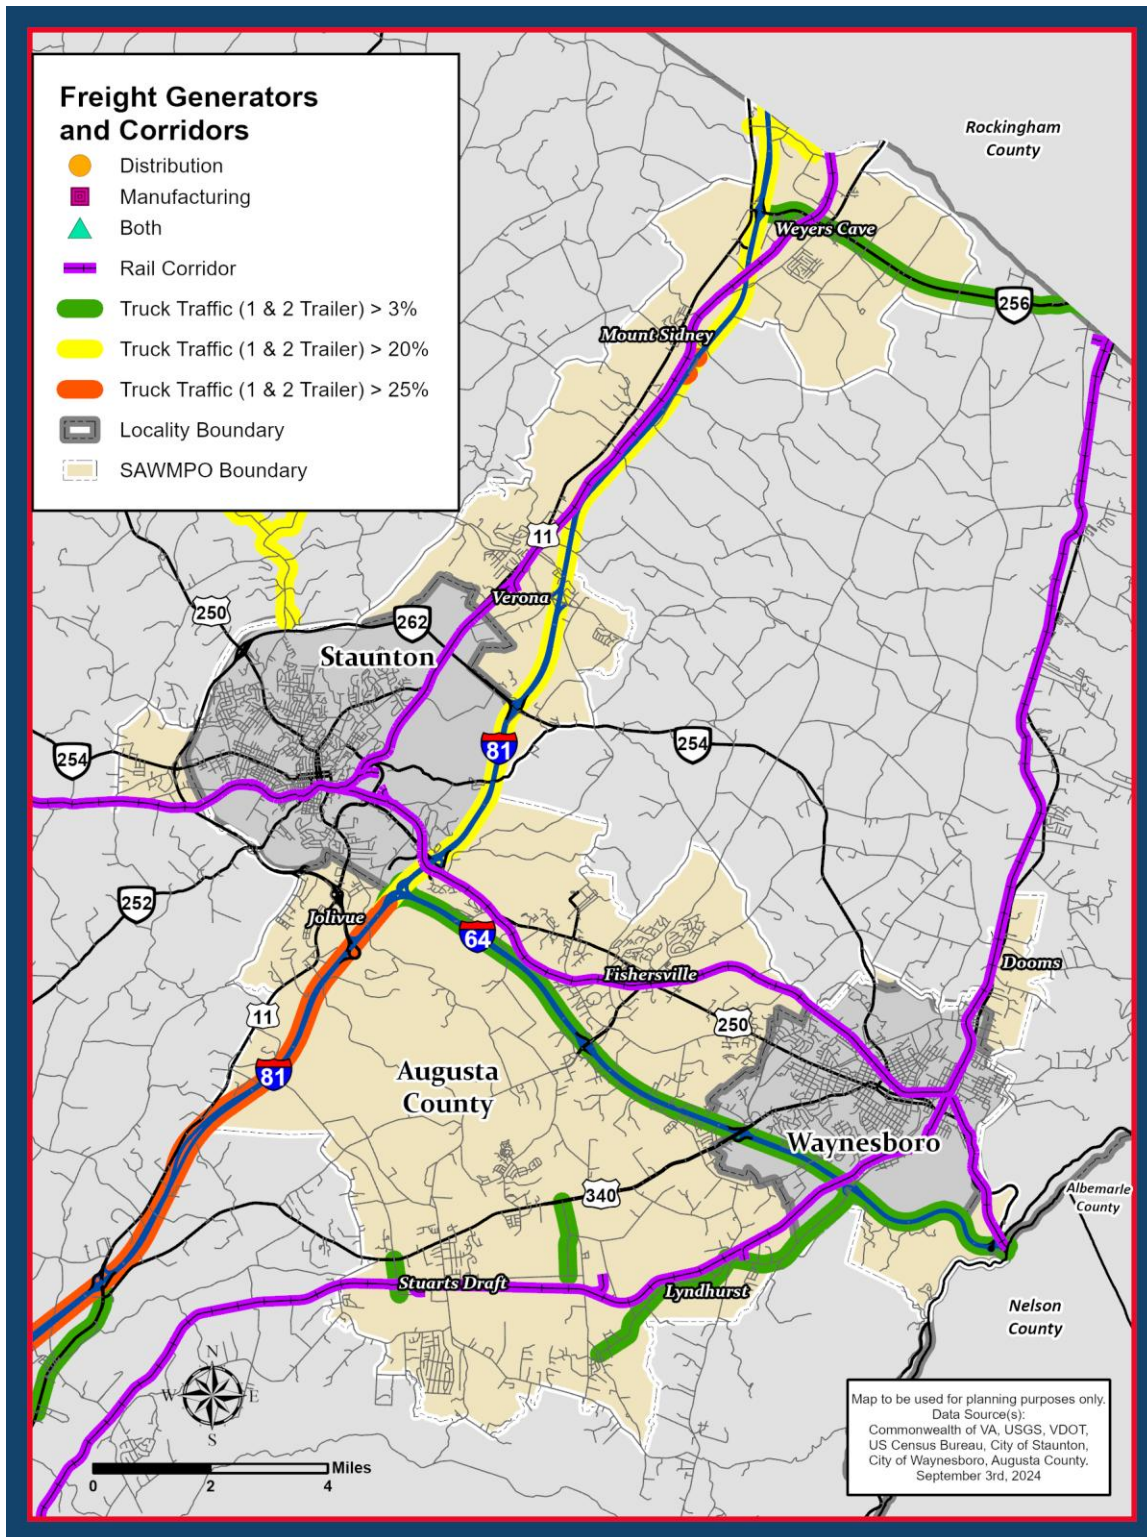 Freight Generators
and Corridors
Distribution
Manufacturing
Both
Rail Corridor
Truck Traffic (1 & 2 Trailer) > 3%
Truck Traffic (1 & 2 Trailer) > 20%
Truck Traffic (1 & 2 Trailer) > 25%
Locality Boundary
SAWMPO Boundary
Rockingham
County
Weyers Cave
256
Mount Sidney
11
Verona
250
262
Staunton
81
254
254
252
Jolivue
64
Fishersville
Dooms
11
250
81
Augusta
County
Waynesboro
340
Albemarle
County
Stuarts Draft
Lyndhurst
Nelson
County
N
W E
S
Miles
0 2 4
Map to be used for planning purposes only.
Data Source(s):
Commonwealth of VA, USGS, VDOT,
US Census Bureau, City of Staunton,
City of Waynesboro, Augusta County.
September 3rd, 2024